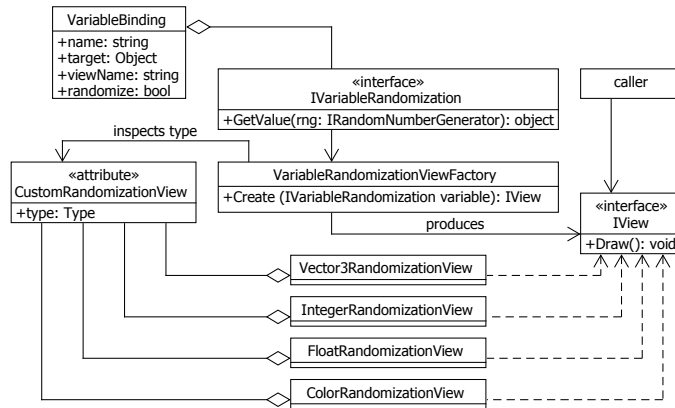 VariableBinding
+name: string
+target: Object
+viewName: string
+randomize: bool
«interface»
IVariableRandomization
+GetValue(rng: IRandomNumberGenerator): object
caller
inspects type
«attribute»
CustomRandomizationView
+type: Type
VariableRandomizationViewFactory
+Create (IVariableRandomization variable): IView
produces
«interface»
IView
+Draw(): void
Vector3RandomizationView
IntegerRandomizationView
FloatRandomizationView
ColorRandomizationView